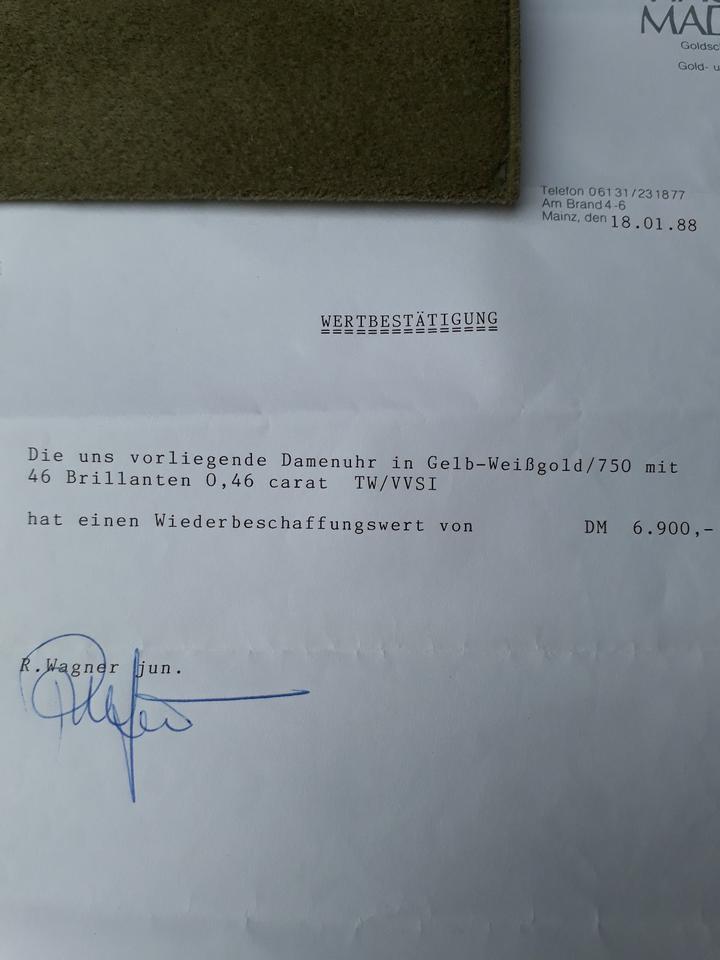 MAD
Goldsc
Gold- u
Telefon 06131/231877
Am Brand 4-6
Mainz, den 18.01.88
WERTBESTÄTIGUNG
Die uns vorliegende Damenuhr in Gelb-Weißgold/750 mit
46 Brillanten 0,46 carat TW/VVSI
hat einen Wiederbeschaffungswert von DM 6.900,-
R.Wagner jun.